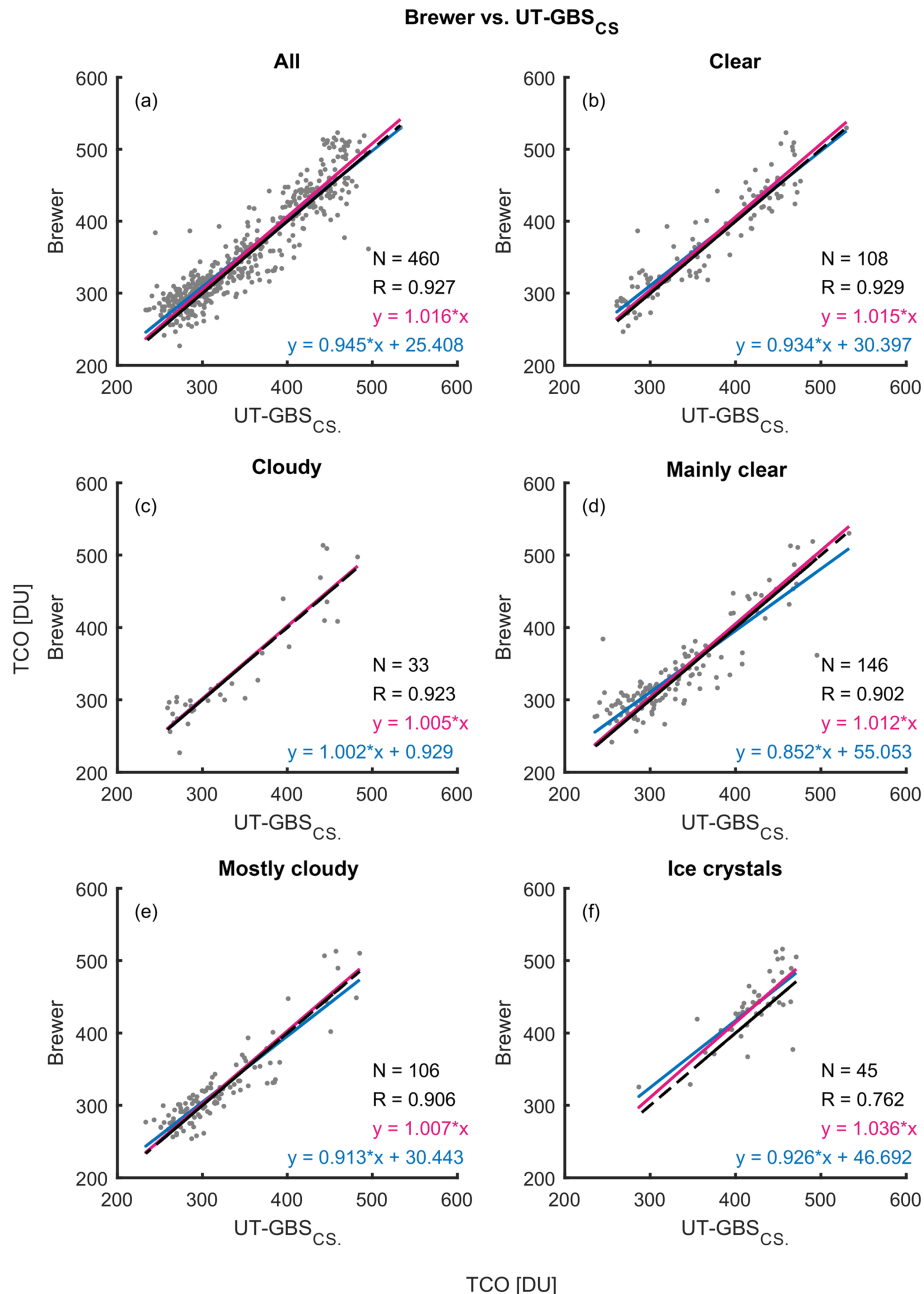 Brewer vs. UT-GBS_CS
All
600
500
400
300
200
Brewer
(a)
N = 460
R = 0.927
y = 1.016*x
y = 0.945*x + 25.408
200 300 400 500 600
UT-GBS_CS.
Clear
600
500
400
300
200
Brewer
(b)
N = 108
R = 0.929
y = 1.015*x
y = 0.934*x + 30.397
200 300 400 500 600
UT-GBS_CS.
TCO [DU]
Cloudy
600
500
400
300
200
Brewer
(c)
N = 33
R = 0.923
y = 1.005*x
y = 1.002*x + 0.929
200 300 400 500 600
UT-GBS_CS.
Mainly clear
600
500
400
300
200
Brewer
(d)
N = 146
R = 0.902
y = 1.012*x
y = 0.852*x + 55.053
200 300 400 500 600
UT-GBS_CS.
Mostly cloudy
600
500
400
300
200
Brewer
(e)
N = 106
R = 0.906
y = 1.007*x
y = 0.913*x + 30.443
200 300 400 500 600
UT-GBS_CS.
Ice crystals
600
500
400
300
200
Brewer
(f)
N = 45
R = 0.762
y = 1.036*x
y = 0.926*x + 46.692
200 300 400 500 600
UT-GBS_CS.
TCO [DU]